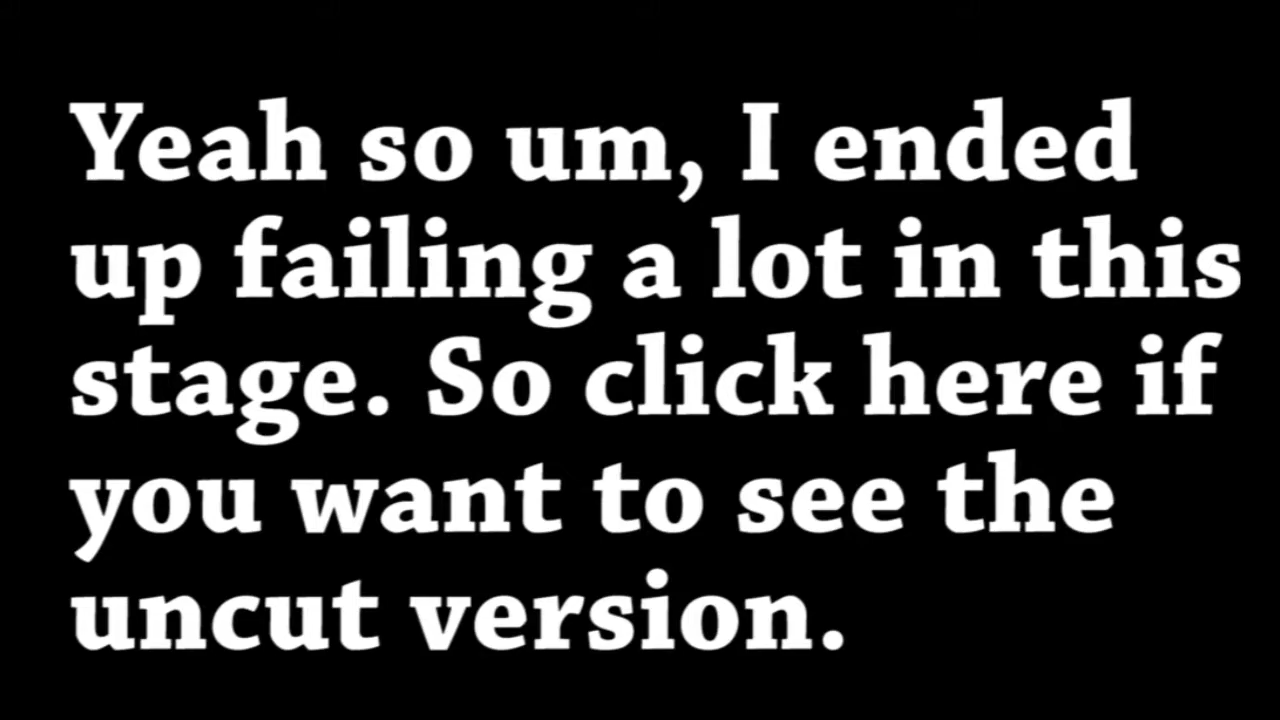 Yeah so um, I ended
up failing a lot in this
stage. So click here if
you want to see the
uncut version.